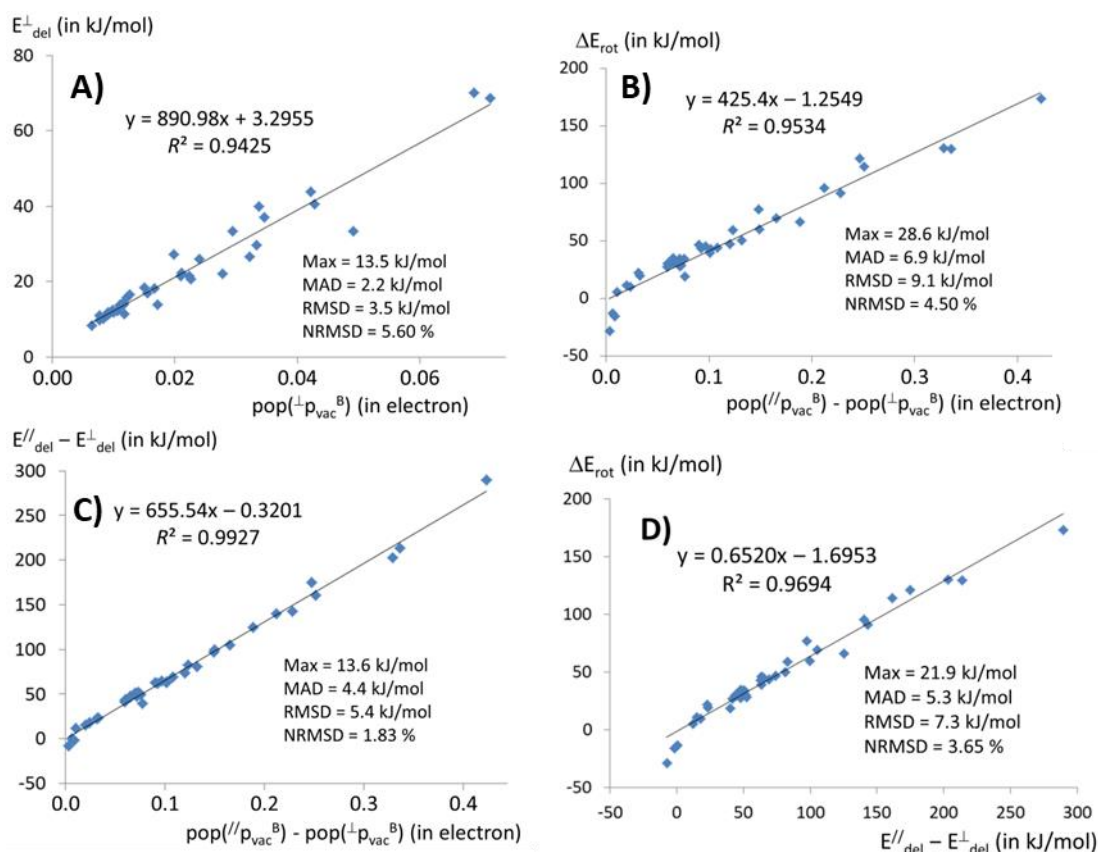 E⊥del (in kJ/mol)
A)
y = 890.98x + 3.2955
R² = 0.9425
Max = 13.5 kJ/mol
MAD = 2.2 kJ/mol
RMSD = 3.5 kJ/mol
NRMSD = 5.60 %
80
60
40
20
0
0.00 0.02 0.04 0.06
pop(⊥pvacB) (in electron)
ΔErot (in kJ/mol)
B)
y = 425.4x − 1.2549
R² = 0.9534
Max = 28.6 kJ/mol
MAD = 6.9 kJ/mol
RMSD = 9.1 kJ/mol
NRMSD = 4.50 %
200
150
100
50
0
-50
0.0 0.1 0.2 0.3 0.4
pop(//pvacB) - pop(⊥pvacB) (in electron)
E//del – E⊥del (in kJ/mol)
C)
y = 655.54x − 0.3201
R² = 0.9927
Max = 13.6 kJ/mol
MAD = 4.4 kJ/mol
RMSD = 5.4 kJ/mol
NRMSD = 1.83 %
300
250
200
150
100
50
0
-50
0.0 0.1 0.2 0.3 0.4
pop(//pvacB) - pop(⊥pvacB) (in electron)
ΔErot (in kJ/mol)
D)
y = 0.6520x − 1.6953
R² = 0.9694
Max = 21.9 kJ/mol
MAD = 5.3 kJ/mol
RMSD = 7.3 kJ/mol
NRMSD = 3.65 %
200
150
100
50
0
-50
-50 0 50 100 150 200 250 300
E//del – E⊥del (in kJ/mol)